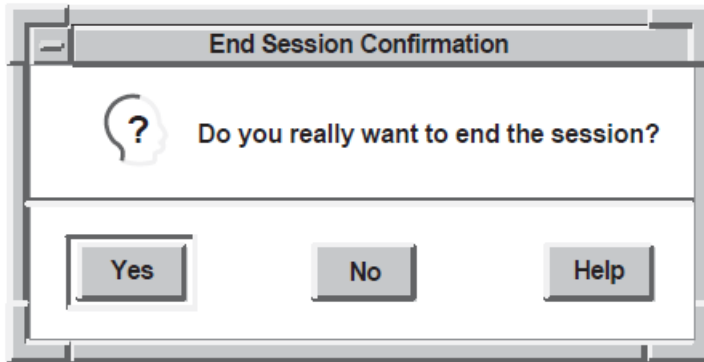 End Session Confirmation
?
Do you really want to end the session?
Yes
No
Help